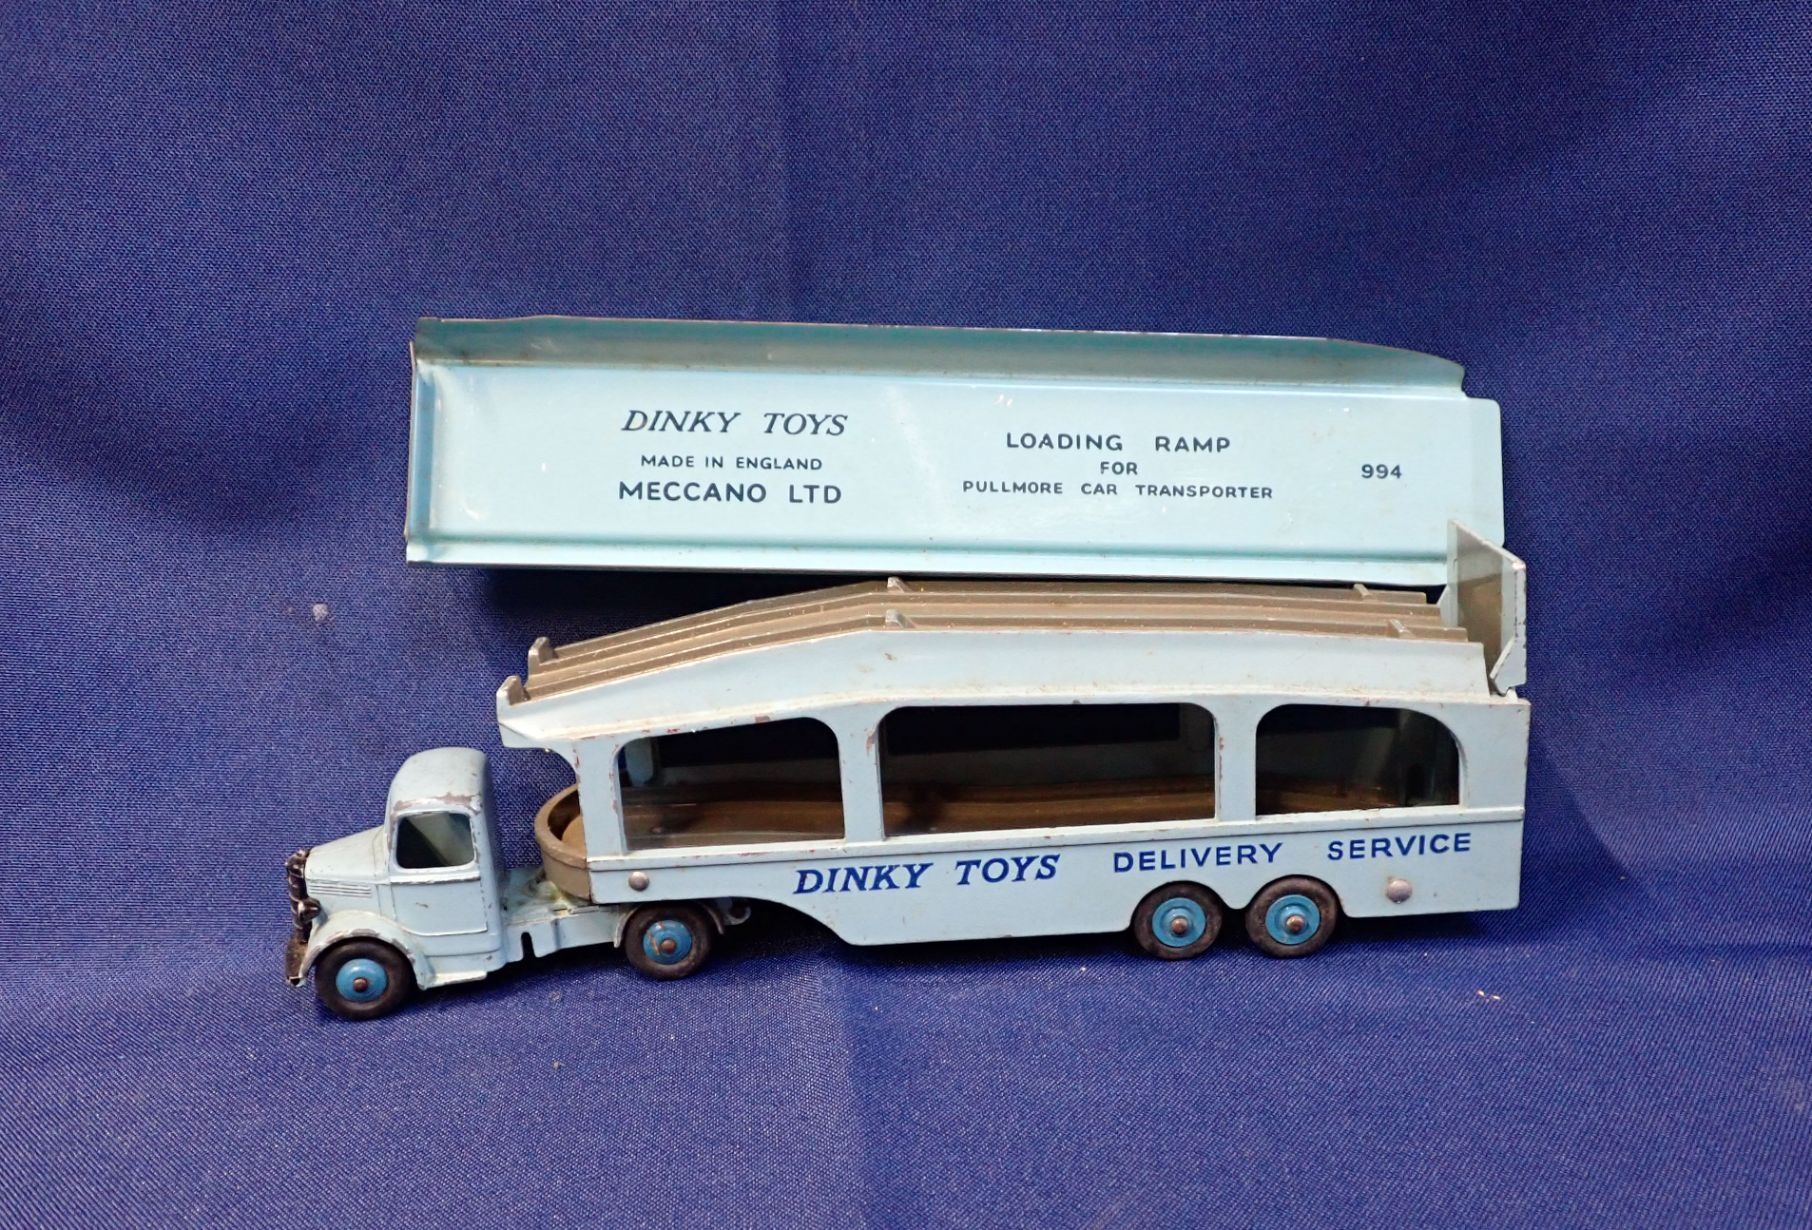 DINKY TOYS
MADE IN ENGLAND
MECCANO LTD
LOADING RAMP
FOR
PULLMORE CAR TRANSPORTER
994
DINKY TOYS DELIVERY SERVICE